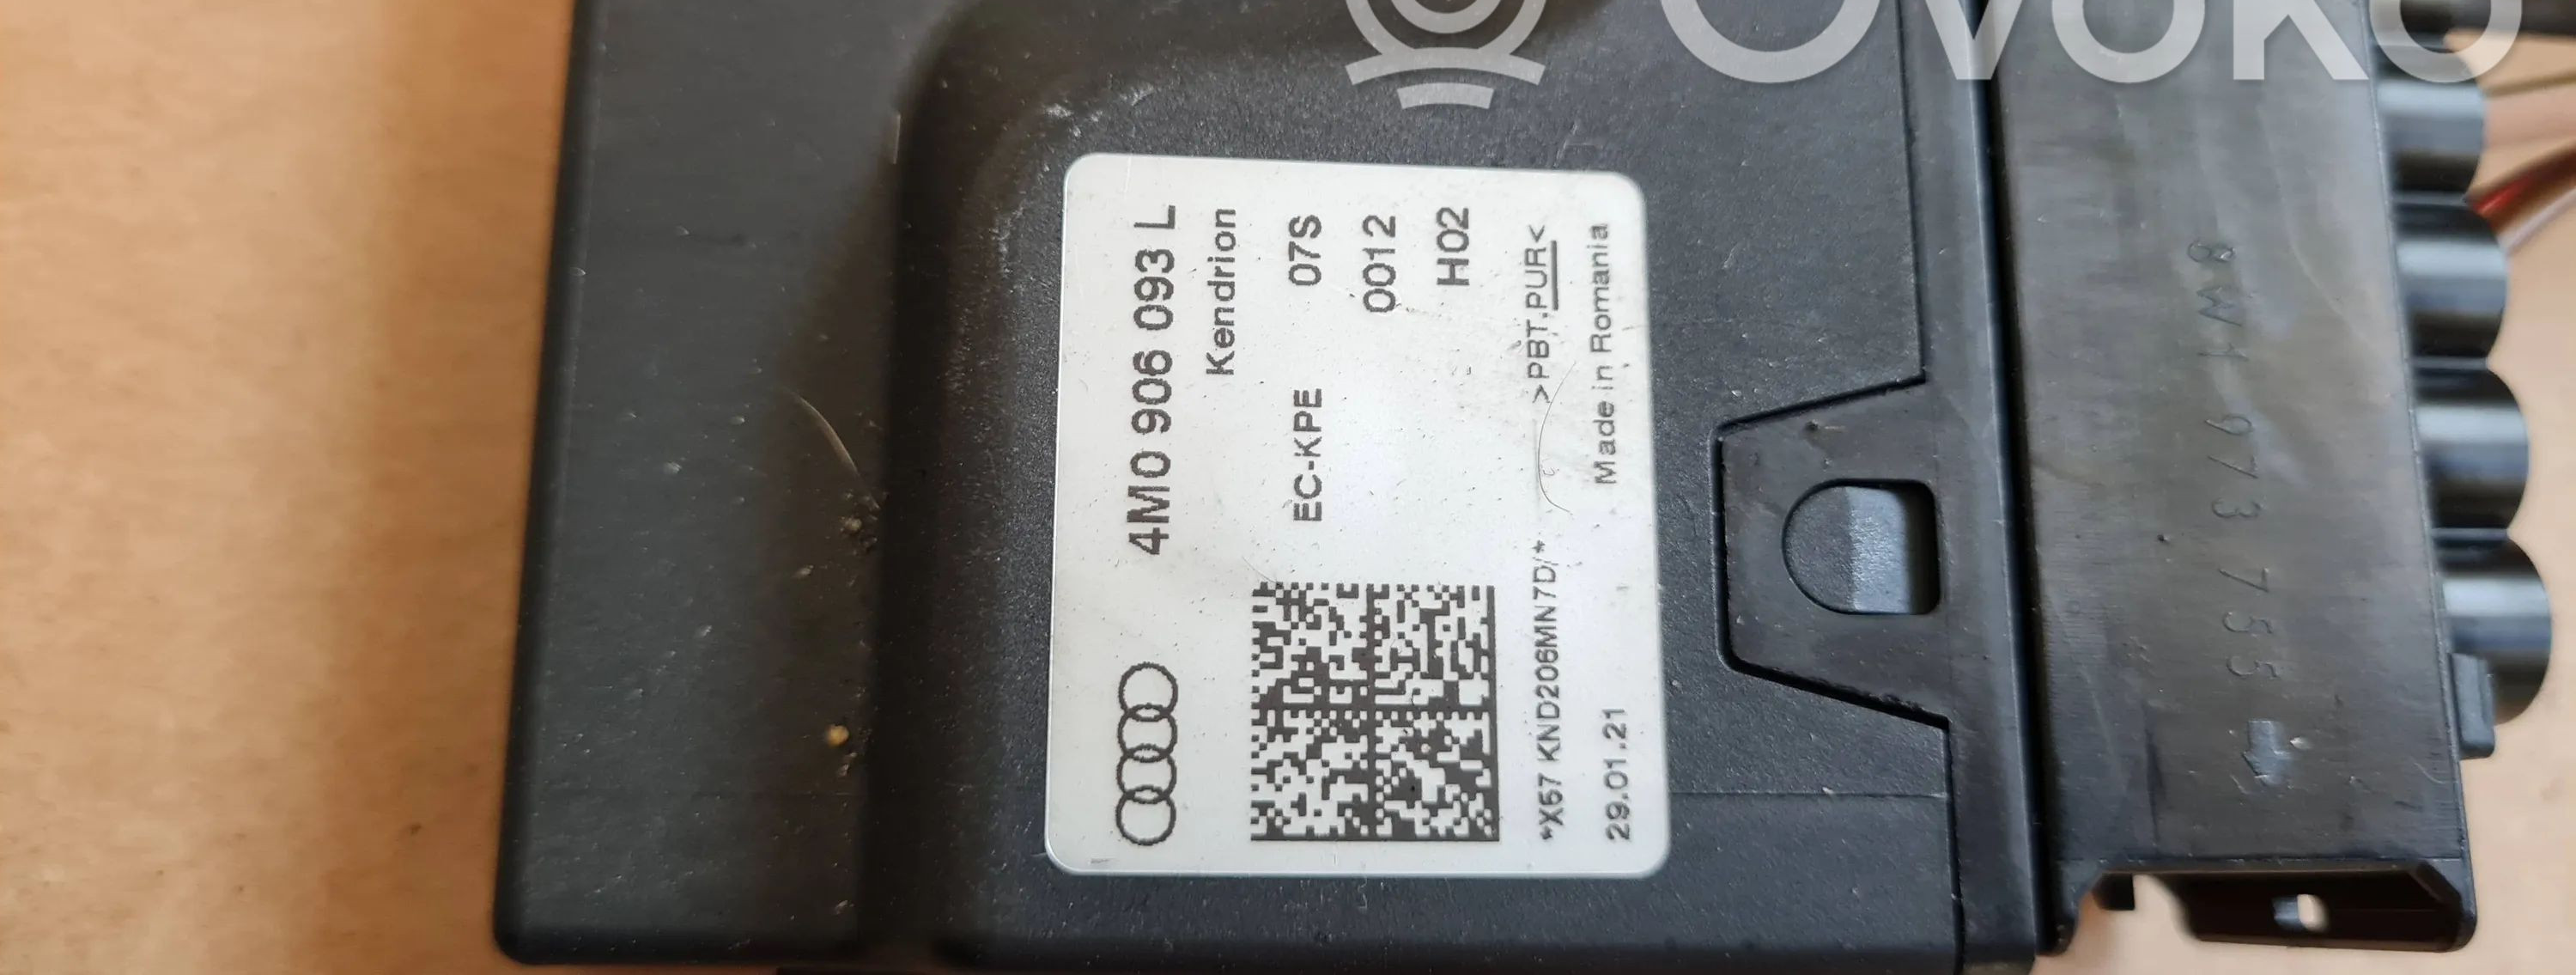 OVOKO
4M0 906 093 L
Kendrion
EC-KPE 07S
0012
H02
*X67 KND206MN7D/* >PBT,PUR<
29.01.21 Made in Romania
8W1 973 755